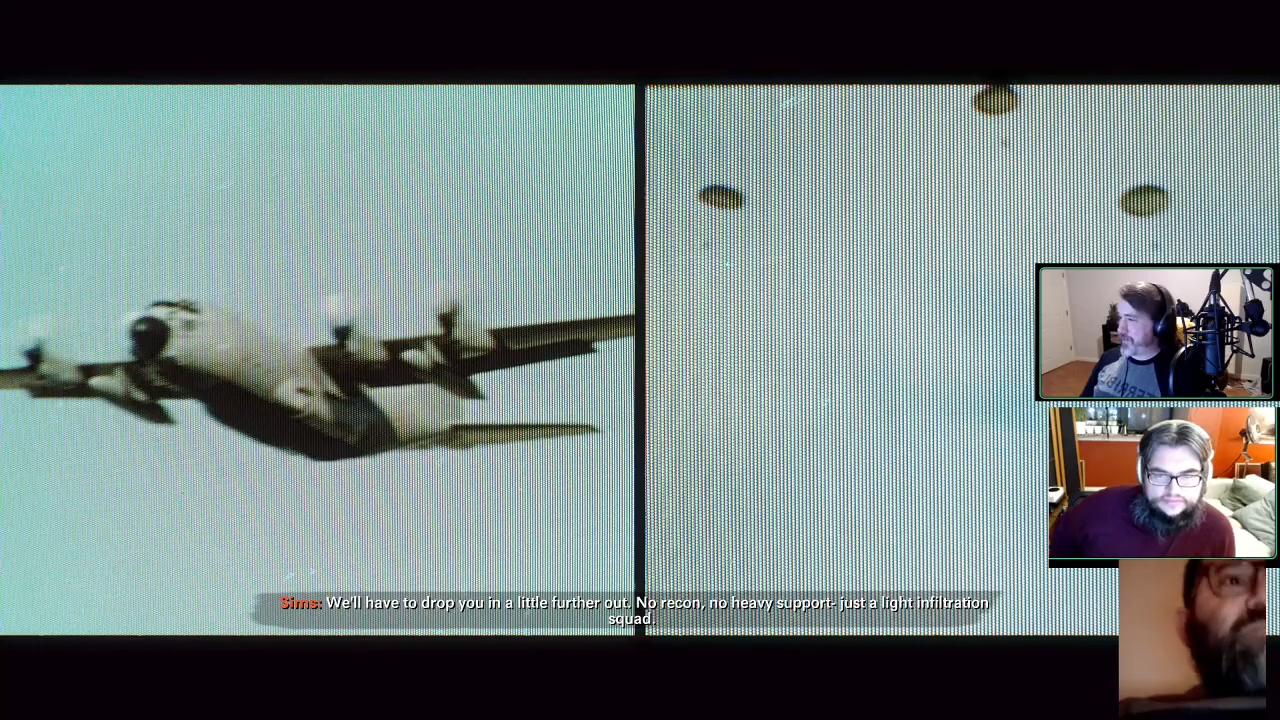 Sims: We'll have to drop you in a little further out. No recon, no heavy support- just a light infiltration
squad.